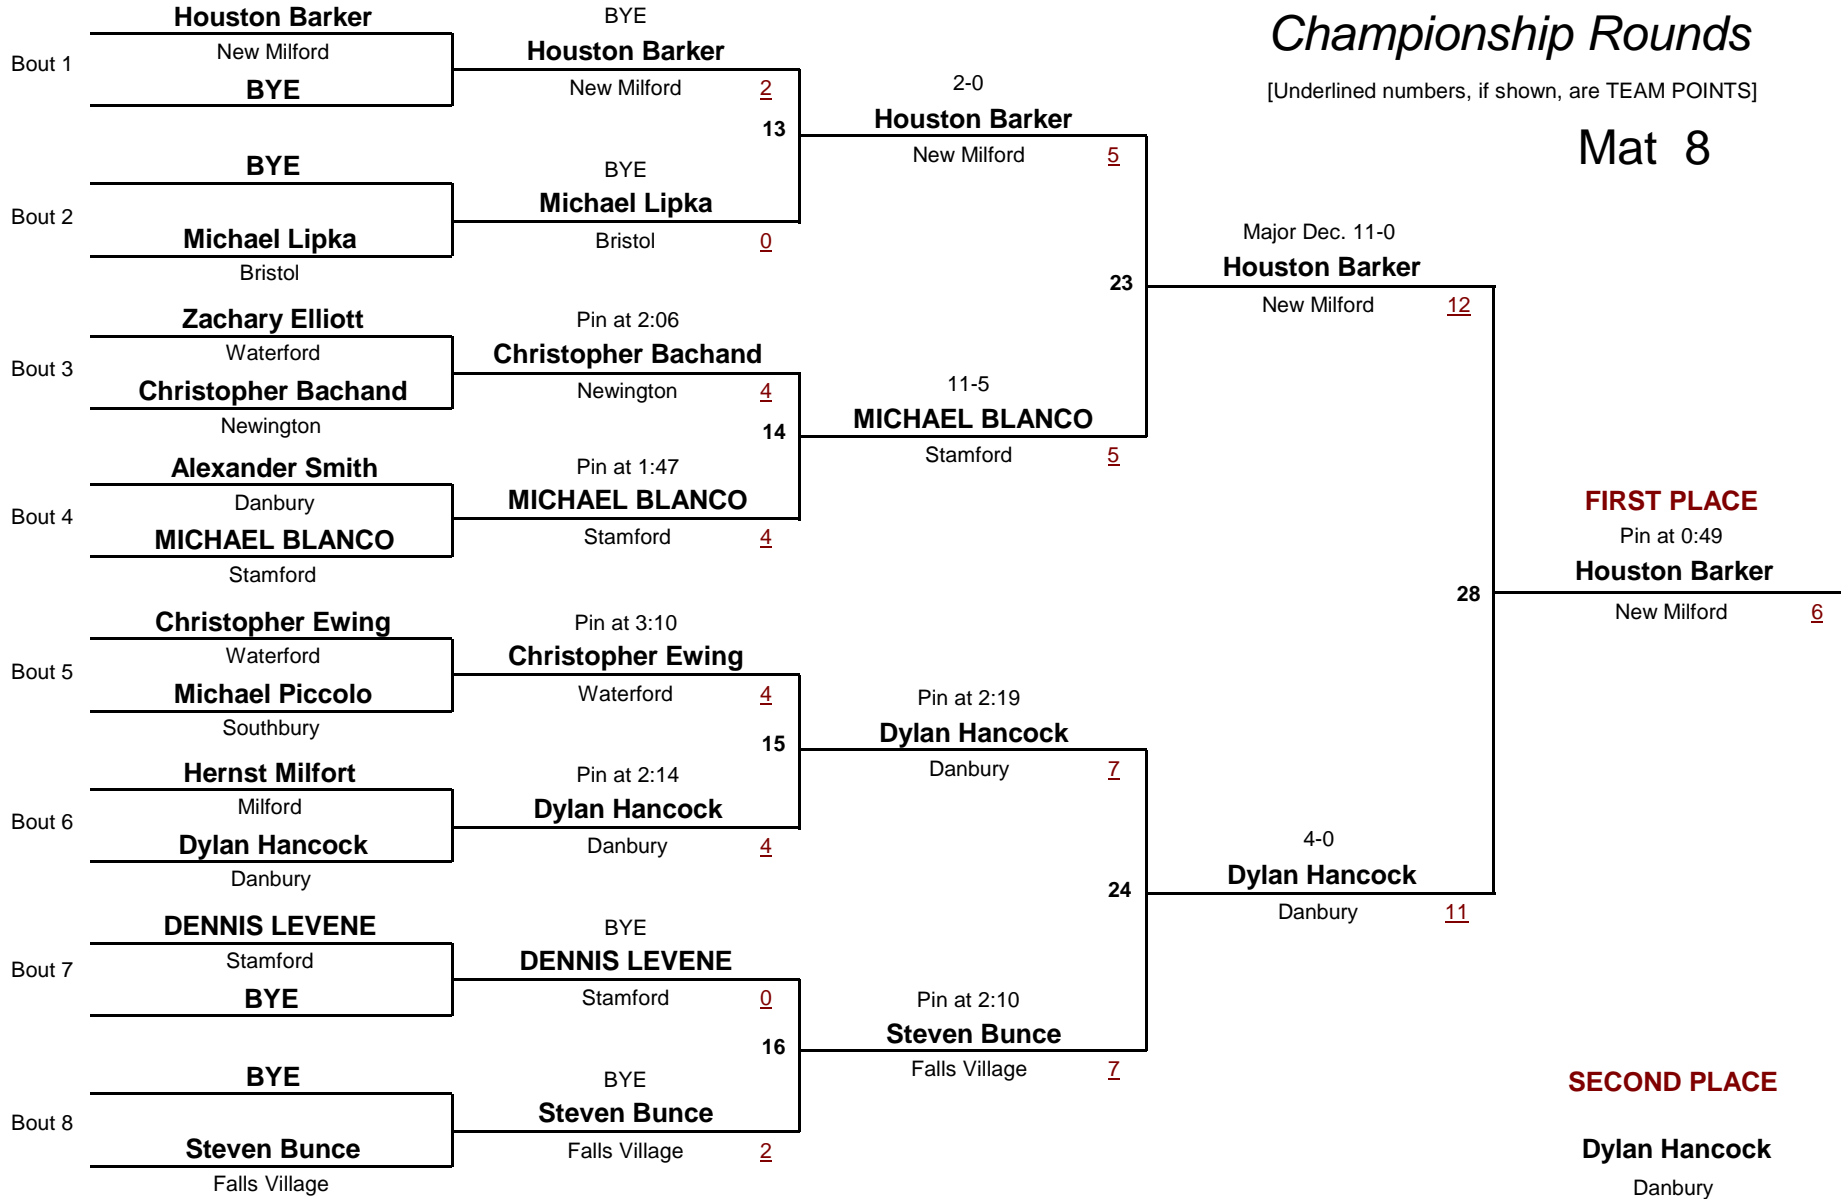 Championship Rounds
[Underlined numbers, if shown, are TEAM POINTS]
Mat 8
Bout 1
Houston Barker
New Milford
BYE
Bout 2
BYE
Michael Lipka
Bristol
Bout 3
Zachary Elliott
Waterford
Christopher Bachand
Newington
Bout 4
Alexander Smith
Danbury
MICHAEL BLANCO
Stamford
Bout 5
Christopher Ewing
Waterford
Michael Piccolo
Southbury
Bout 6
Hernst Milfort
Milford
Dylan Hancock
Danbury
Bout 7
DENNIS LEVENE
Stamford
BYE
Bout 8
BYE
Steven Bunce
Falls Village
BYE
Houston Barker
New Milford 2
13
BYE
Michael Lipka
Bristol 0
Pin at 2:06
Christopher Bachand
Newington 4
14
Pin at 1:47
MICHAEL BLANCO
Stamford 4
Pin at 3:10
Christopher Ewing
Waterford 4
15
Pin at 2:14
Dylan Hancock
Danbury 4
BYE
DENNIS LEVENE
Stamford 0
16
BYE
Steven Bunce
Falls Village 2
2-0
Houston Barker
New Milford 5
23
11-5
MICHAEL BLANCO
Stamford 5
Pin at 2:19
Dylan Hancock
Danbury 7
24
Pin at 2:10
Steven Bunce
Falls Village 7
Major Dec. 11-0
Houston Barker
New Milford 12
28
4-0
Dylan Hancock
Danbury 11
FIRST PLACE
Pin at 0:49
Houston Barker
New Milford 6
SECOND PLACE
Dylan Hancock
Danbury